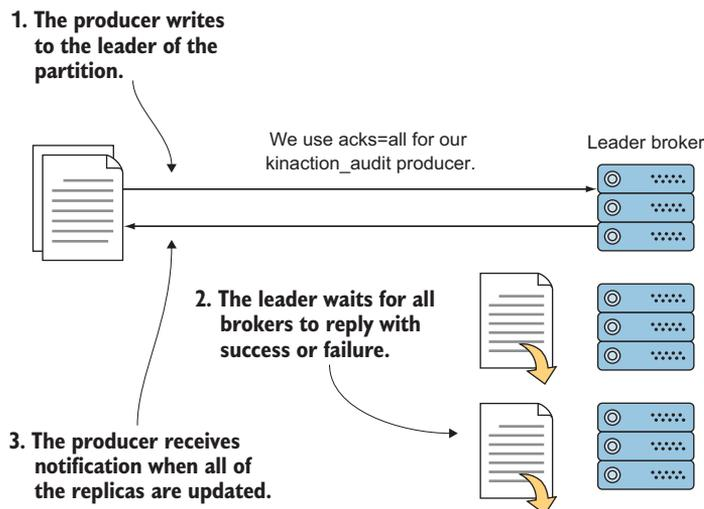 1. The producer writes
to the leader of the
partition.
We use acks=all for our
kinaction_audit producer.
Leader broker
2. The leader waits for all
brokers to reply with
success or failure.
3. The producer receives
notification when all of
the replicas are updated.